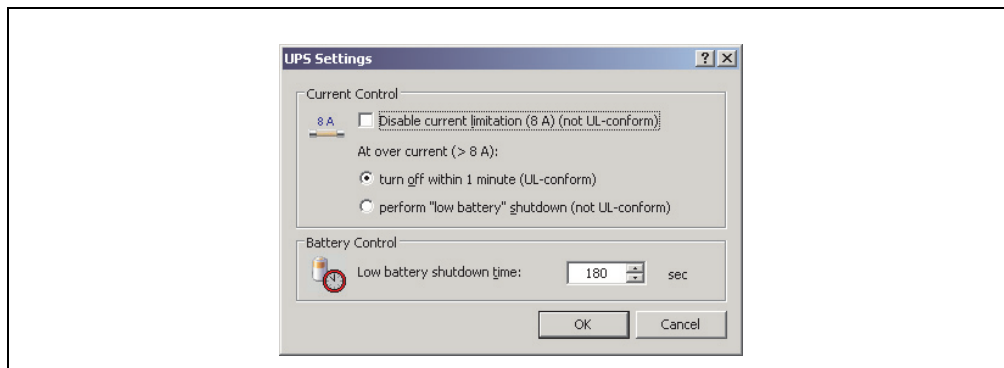 UPS Settings
Current Control
8 A
Disable current limitation (8 A) (not UL-conform)
At over current (> 8 A):
turn off within 1 minute (UL-conform)
perform "low battery" shutdown (not UL-conform)
Battery Control
Low battery shutdown time: 180 sec
OK Cancel